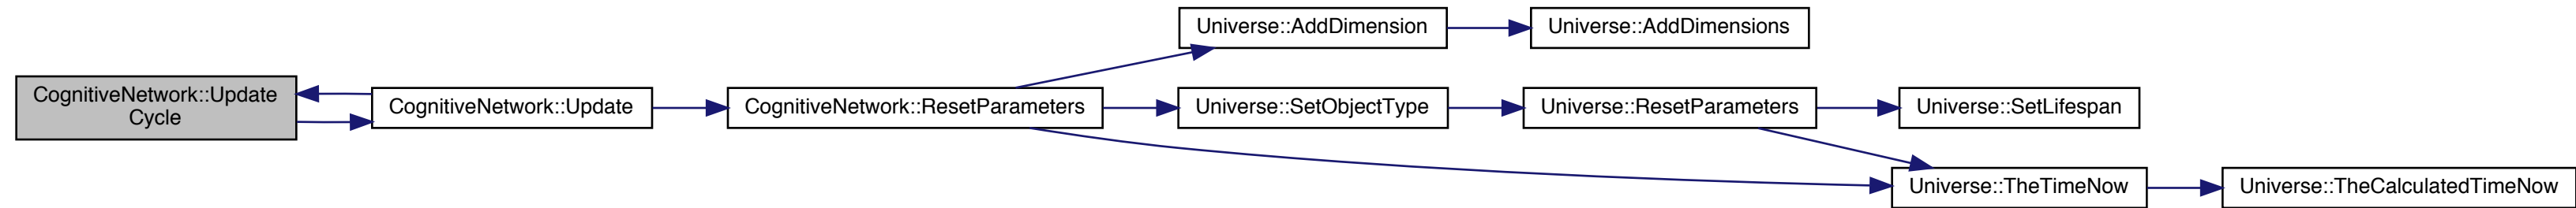 CognitiveNetwork::Update
Cycle
CognitiveNetwork::Update
CognitiveNetwork::ResetParameters
Universe::AddDimension
Universe::AddDimensions
Universe::SetObjectType
Universe::ResetParameters
Universe::SetLifespan
Universe::TheTimeNow
Universe::TheCalculatedTimeNow